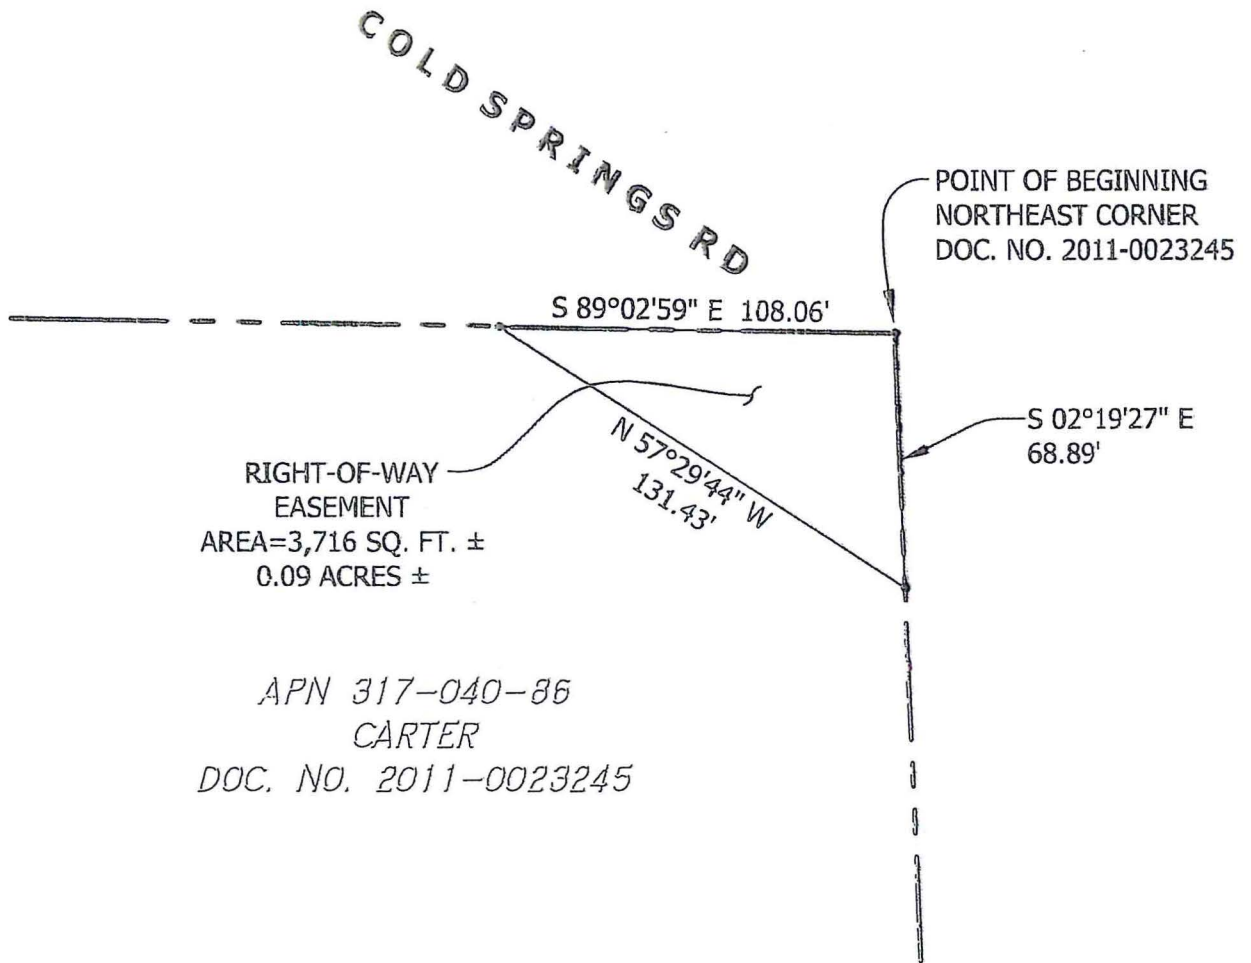 COLD SPRINGS RD
POINT OF BEGINNING
NORTHEAST CORNER
DOC. NO. 2011-0023245
S 89°02'59" E 108.06'
S 02°19'27" E
68.89'
N 57°29'44" W
131.43'
RIGHT-OF-WAY
EASEMENT
AREA=3,716 SQ. FT. ±
0.09 ACRES ±
APN 317-040-86
CARTER
DOC. NO. 2011-0023245